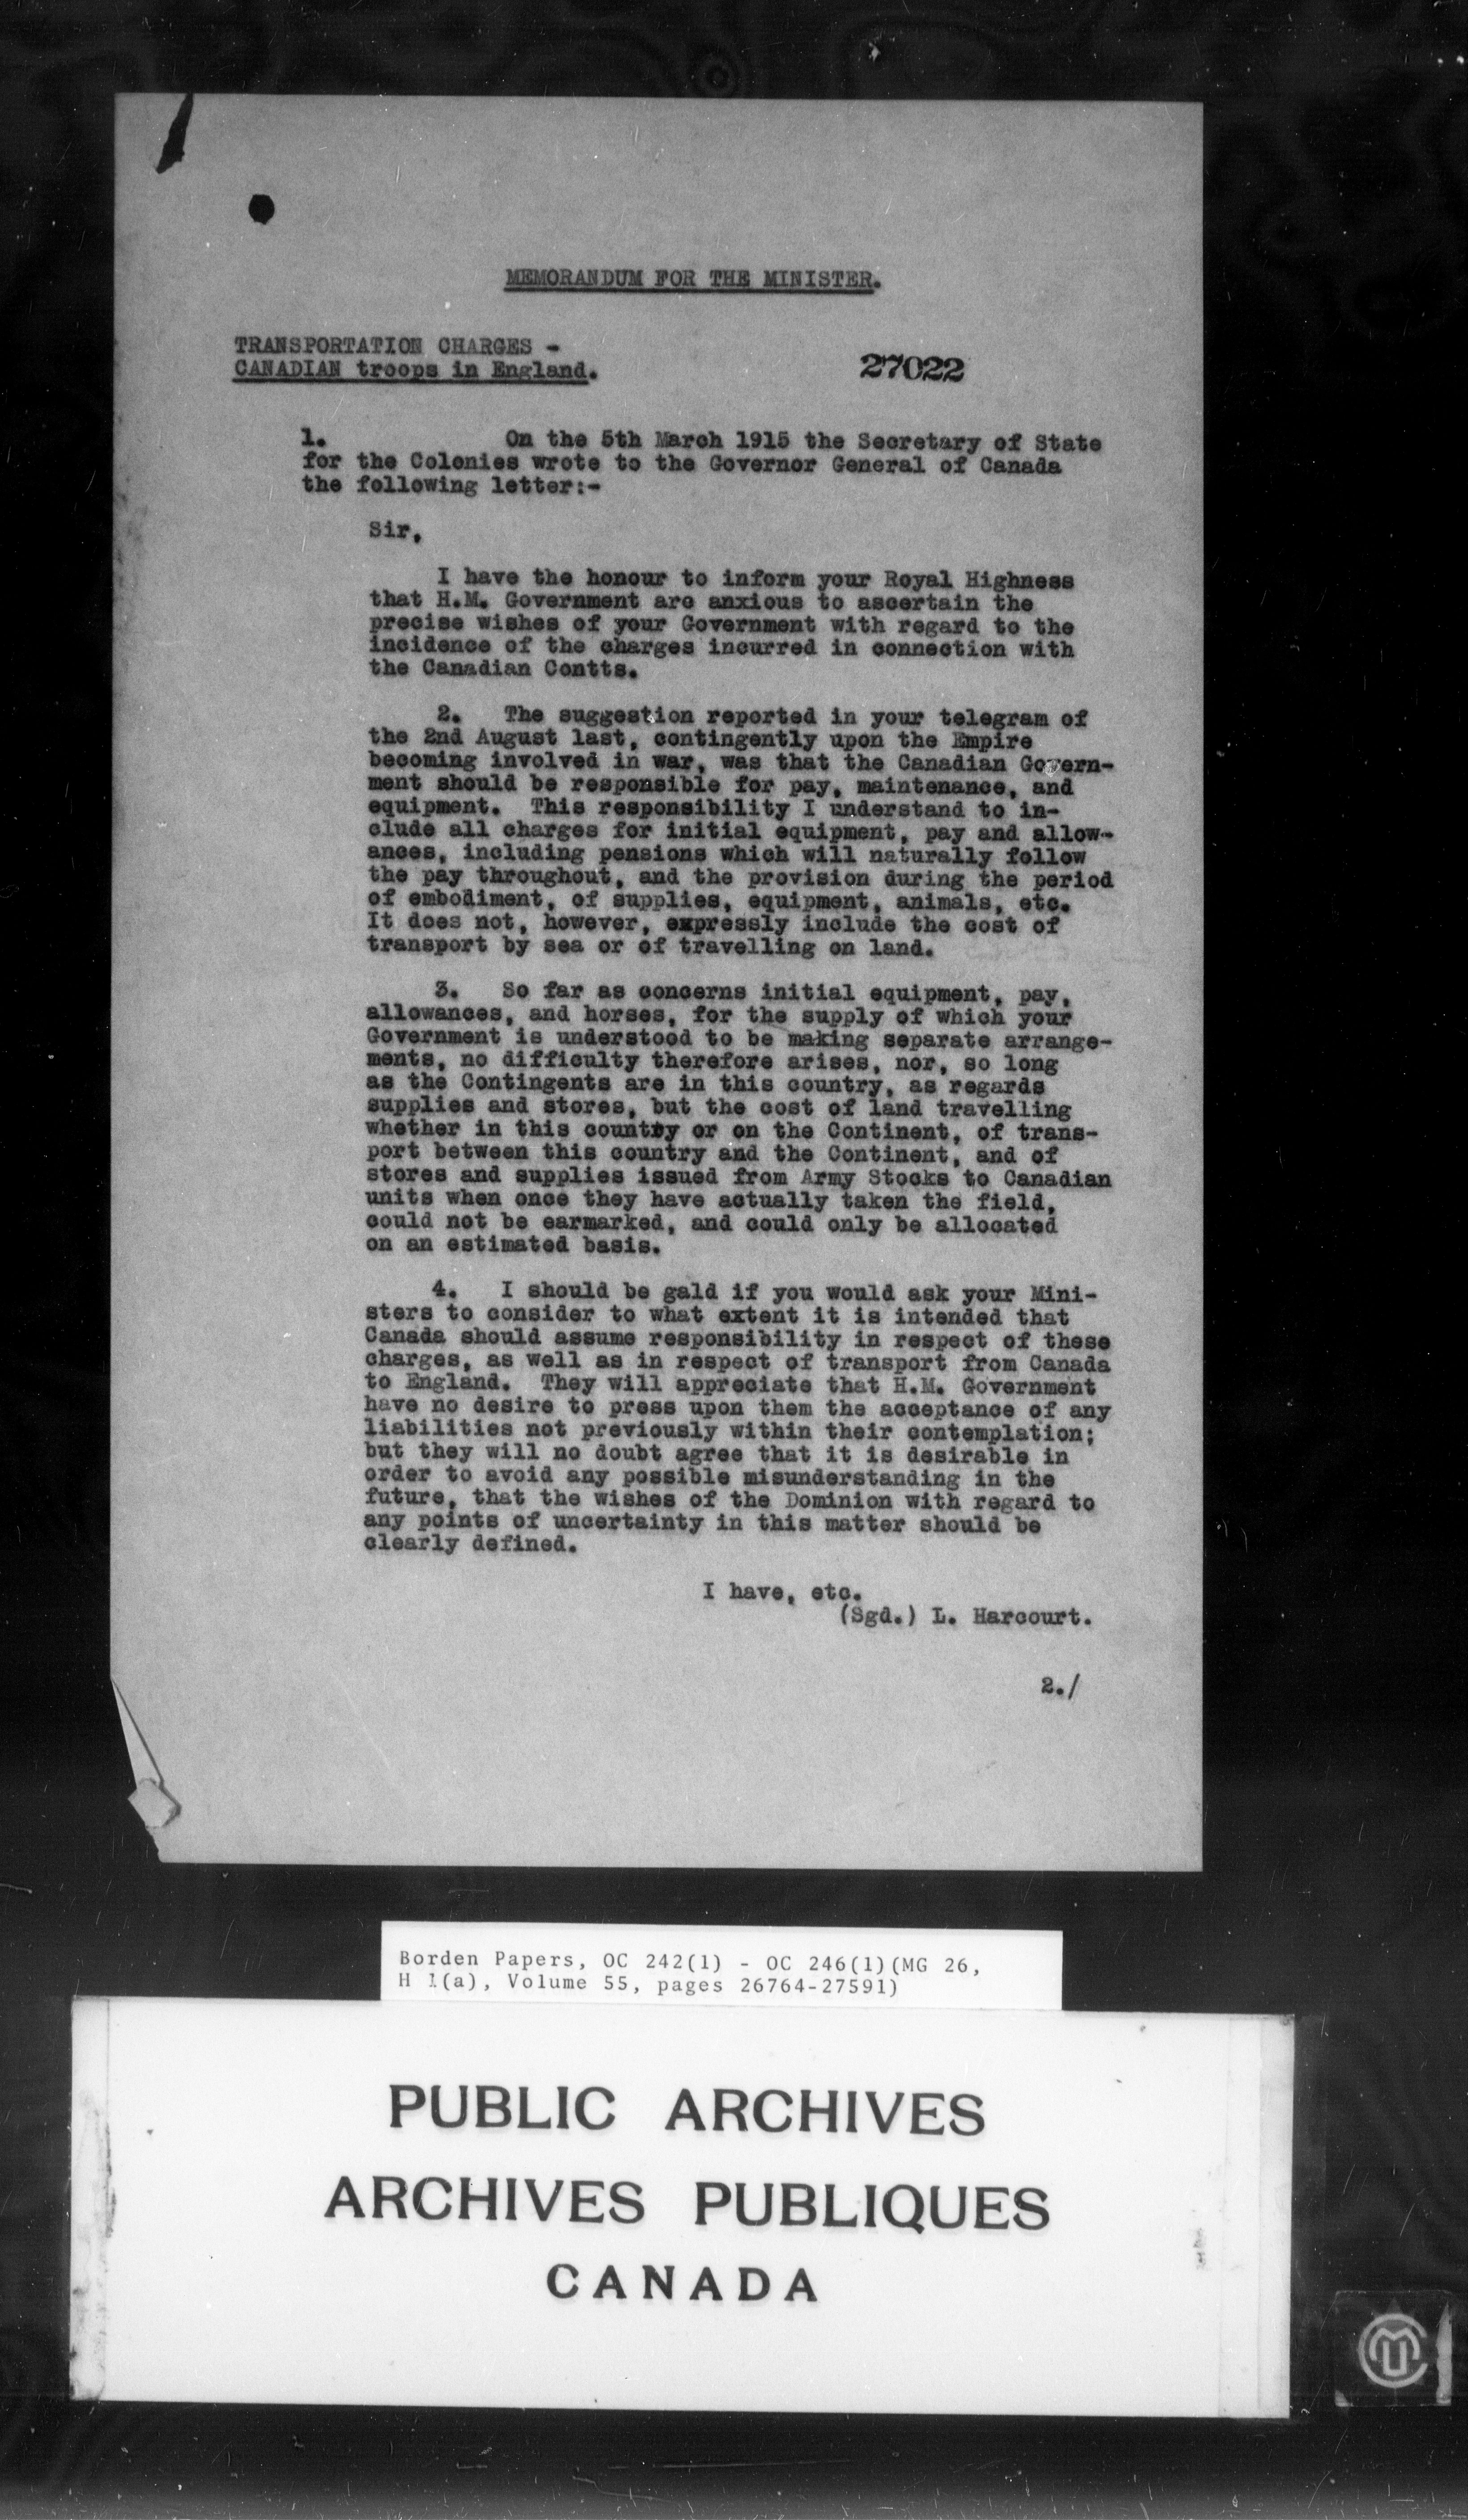 MEMORANDUM FOR THE MINISTER.
TRANSPORTATION CHARGES -
CANADIAN troops in England.
27022
1. On the 5th March 1915 the Secretary of State
for the Colonies wrote to the Governor General of Canada
the following letter:-
Sir,
I have the honour to inform your Royal Highness
that H.M. Government are anxious to ascertain the
precise wishes of your Government with regard to the
incidence of the charges incurred in connection with
the Canadian Contts.
2. The suggestion reported in your telegram of
the 2nd August last, contingently upon the Empire
becoming involved in war, was that the Canadian Govern-
ment should be responsible for pay, maintenance, and
equipment. This responsibility I understand to in-
clude all charges for initial equipment, pay and allow-
ances, including pensions which will naturally follow
the pay throughout, and the provision during the period
of embodiment, of supplies, equipment, animals, etc.
It does not, however, expressly include the cost of
transport by sea or of travelling on land.
3. So far as concerns initial equipment, pay,
allowances, and horses, for the supply of which your
Government is understood to be making separate arrange-
ments, no difficulty therefore arises, nor, so long
as the Contingents are in this country, as regards
supplies and stores, but the cost of land travelling
whether in this country or on the Continent, of trans-
port between this country and the Continent, and of
stores and supplies issued from Army Stocks to Canadian
units when once they have actually taken the field,
could not be earmarked, and could only be allocated
on an estimated basis.
4. I should be gald if you would ask your Mini-
sters to consider to what extent it is intended that
Canada should assume responsibility in respect of these
charges, as well as in respect of transport from Canada
to England. They will appreciate that H.M. Government
have no desire to press upon them the acceptance of any
liabilities not previously within their contemplation;
but they will no doubt agree that it is desirable in
order to avoid any possible misunderstanding in the
future, that the wishes of the Dominion with regard to
any points of uncertainty in this matter should be
clearly defined.
I have, etc.
(Sgd.) L. Harcourt.
2./
Borden Papers, OC 242(1) - OC 246(1)(MG 26,
H 1(a), Volume 55, pages 26764-27591)
PUBLIC ARCHIVES
ARCHIVES PUBLIQUES
CANADA